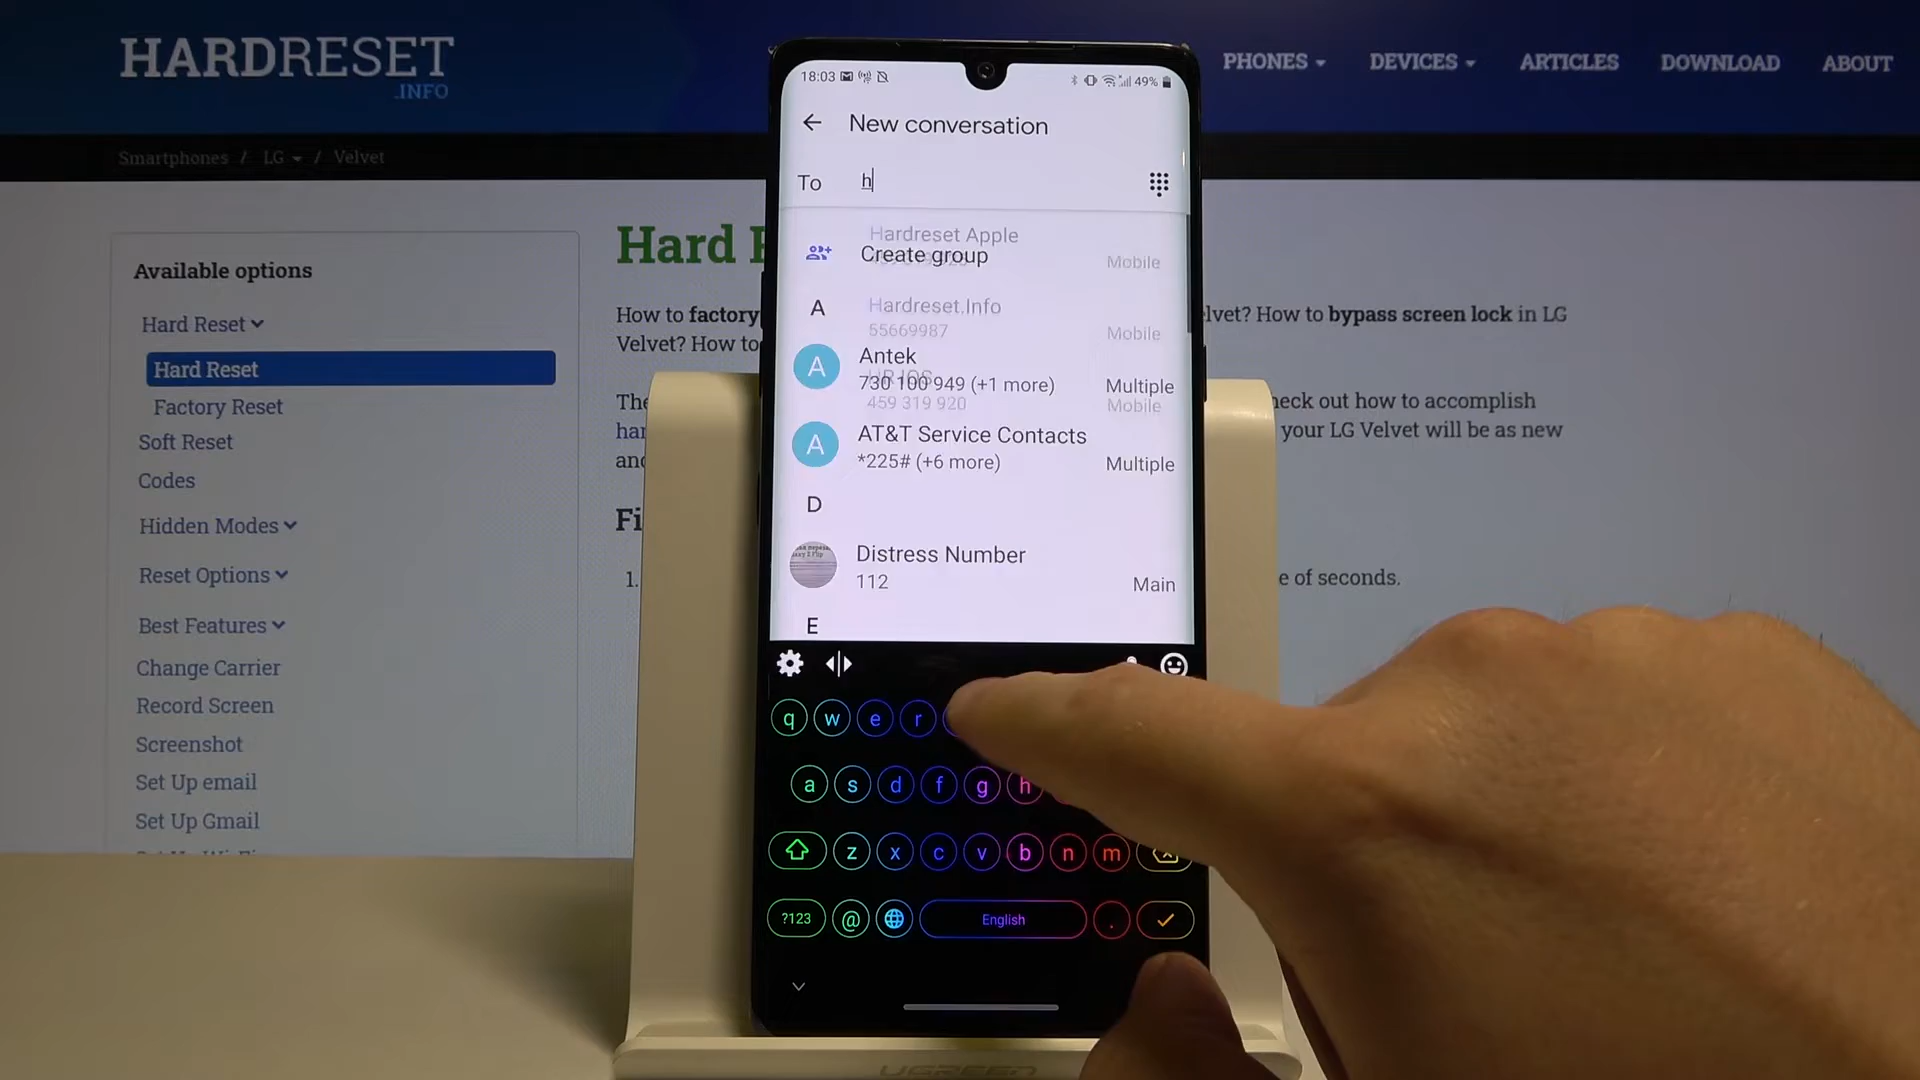 HARDRESET
.INFO
PHONES
DEVICES
ARTICLES
DOWNLOAD
ABOUT
Smartphones / LG / Velvet
Available options
Hard Reset
Hard Reset
Factory Reset
Soft Reset
Codes
Hidden Modes
Reset Options
Best Features
Change Carrier
Record Screen
Screenshot
Set Up email
Set Up Gmail
Hard
How to factory
lvet? How to bypass screen lock in LG
Velvet? How to
heck out how to accomplish
your LG Velvet will be as new
Fi
1.
e of seconds.
18:03
49%
New conversation
To h
Hardreset Apple
Create group
Mobile
A
Hardreset.Info
55669987
Mobile
A
Antek
730 100 949 (+1 more)
Multiple
459 319 920
Mobile
A
AT&T Service Contacts
*225# (+6 more)
Multiple
D
Distress Number
112
Main
E
q w e r
a s d f g h
z x c v b n m
?123 @ English .
UGREEN